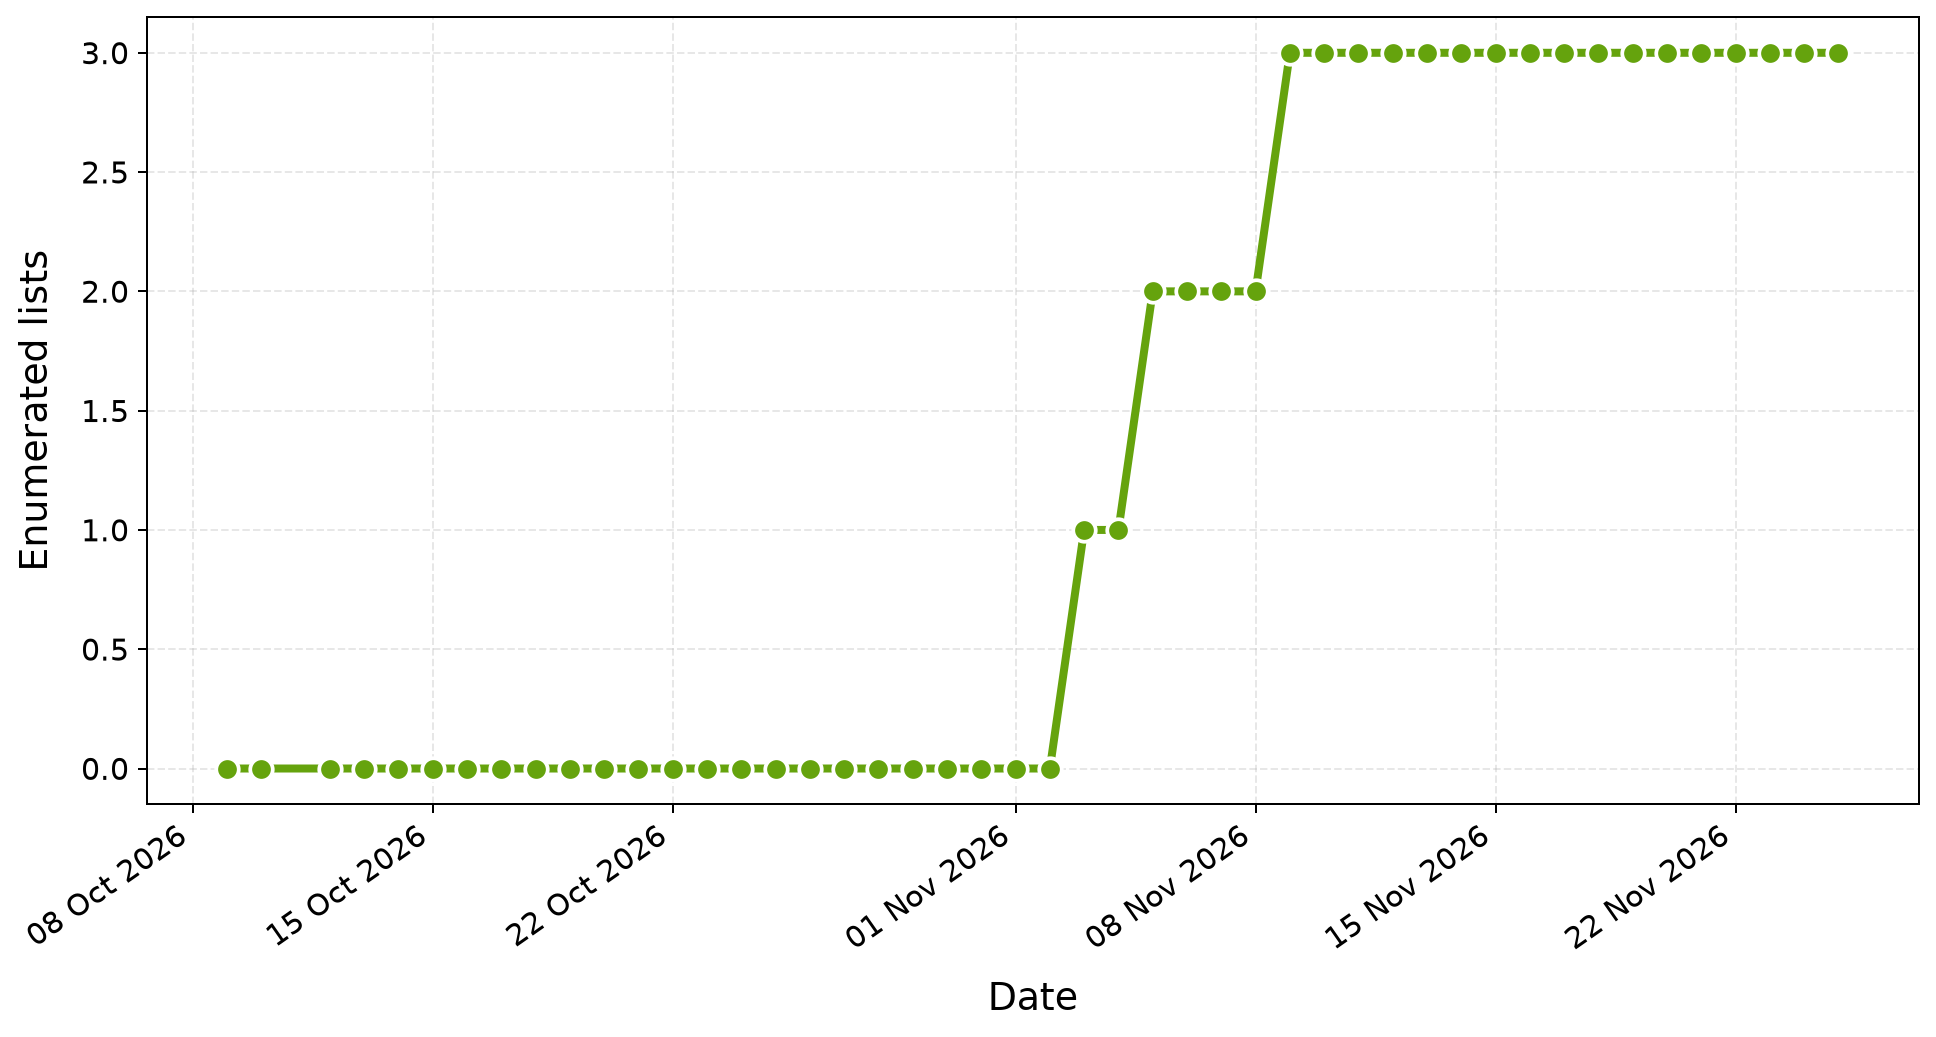 3.0
2.5
2.0
1.5
1.0
0.5
0.0
Enumerated lists
08 Oct 2026
15 Oct 2026
22 Oct 2026
01 Nov 2026
08 Nov 2026
15 Nov 2026
22 Nov 2026
Date